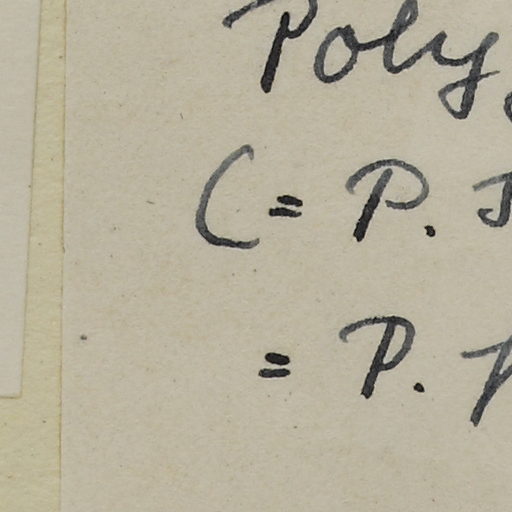 Poly
(= P.
= P.